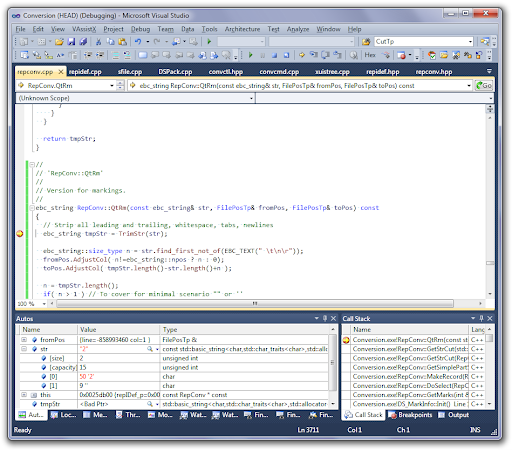 Conversion (HEAD) (Debugging) - Microsoft Visual Studio
File Edit View VAssistX Project Debug Team Data Tools Architecture Test Analyze Window Help
CutTp
Hex
repconv.cpp repidef.cpp sfile.cpp DSPack.cpp convctl.hpp convcmd.cpp xuistree.cpp repidef.hpp repconv.hpp
RepConv.QtRm
ebc_string RepConv::QtRm(const ebc_string& str, FilePosTp& fromPos, FilePosTp& toPos) const
Go
(Unknown Scope)
}
}
}
return tmpStr;
}
//
// 'RepConv::QtRm'
//
// Version for markings.
//
ebc_string RepConv::QtRm(const ebc_string& str, FilePosTp& fromPos, FilePosTp& toPos) const
{
// Strip all leading and trailing, whitespace, tabs, newlines
ebc_string tmpStr = TrimStr(str);
ebc_string::size_type n = str.find_first_not_of(EBC_TEXT(" \t\n\r"));
fromPos.AdjustCol( n!=ebc_string::npos ? n : 0);
toPos.AdjustCol( tmpStr.length()-str.length()+n );
n = tmpStr.length();
if( n > 1 ) // To cover for minimal scenario "" or ''
100 %
Autos
Name Value Type
fromPos {line=-858993460 col=1 } FilePosTp &
str "2" const std::basic_string<char,std::char_traits<char>,std::alloc
[size] 2 unsigned int
[capacity] 15 unsigned int
[0] 50 '2' char
[1] 9 '' char
this 0x0025db00 {repIDef_p=0x00 const RepConv * const
tmpStr <Bad Ptr> std::basic_string<char,std::char_traits<char>,std::allocator
Aut... Loc... Me... Thr... Mo... Wat... Wat... Fin... Wat... Fin... Fin...
Call Stack
Name Lang
Conversion.exe!RepConv::QtRm(const st C++
Conversion.exe!RepConv::GetStrCut(std: C++
Conversion.exe!RepConv::GetStrCut(Rep C++
Conversion.exe!RepConv::GetSimplePart C++
Conversion.exe!RepConv::MakeRecord(R C++
Conversion.exe!RepConv::DoSelect(RepC C++
Conversion.exe!RepConv::GetMarks(int & C++
Conversion.exe!DS_MarkInfo::Init() Line C++
Call Stack Breakpoints Output
Ready Ln 3711 Col 1 Ch 1 INS